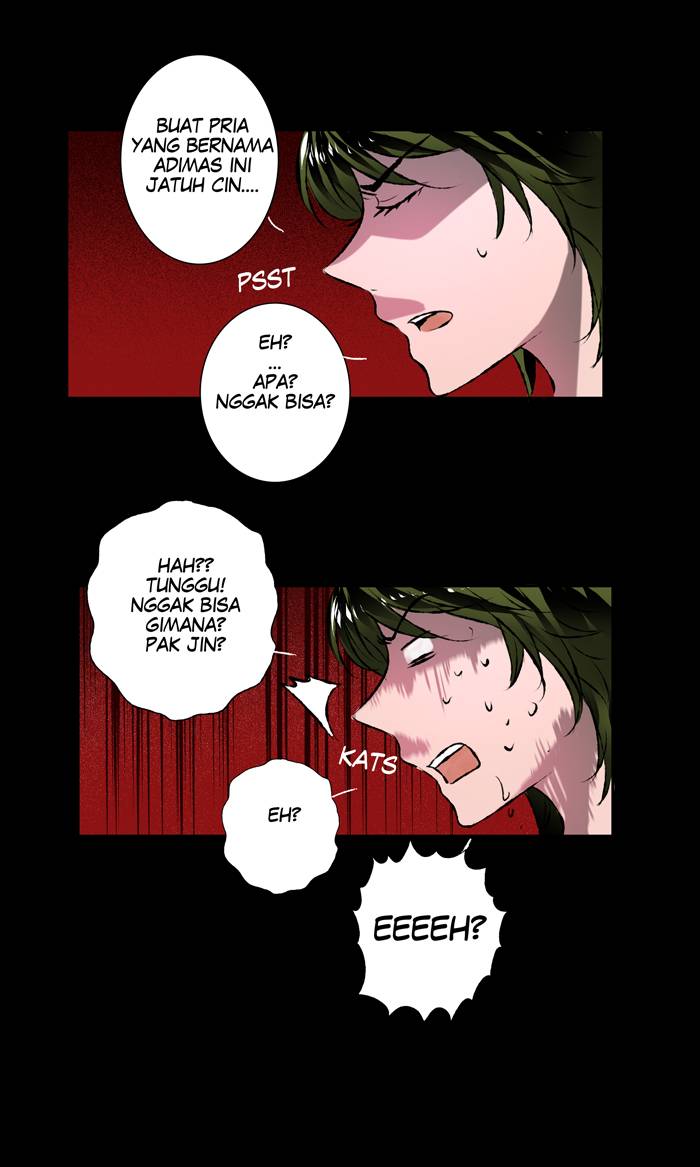 BUAT PRIA
YANG BERNAMA
ADIMAS INI
JATUH CIN....
PSST
EH?
...
APA?
NGGAK BISA?
HAH??
TUNGGU!
NGGAK BISA
GIMANA?
PAK JIN?
KATS
EH?
EEEEH?